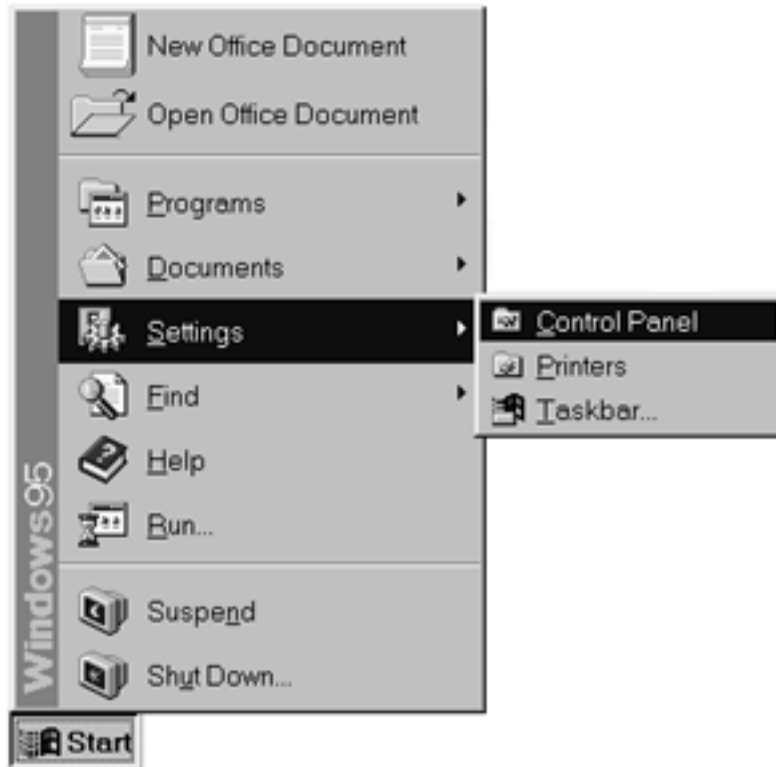 New Office Document
Open Office Document
Programs
Documents
Settings
Control Panel
Printers
Taskbar...
Find
Help
Run...
Suspend
Shut Down...
Windows95
Start